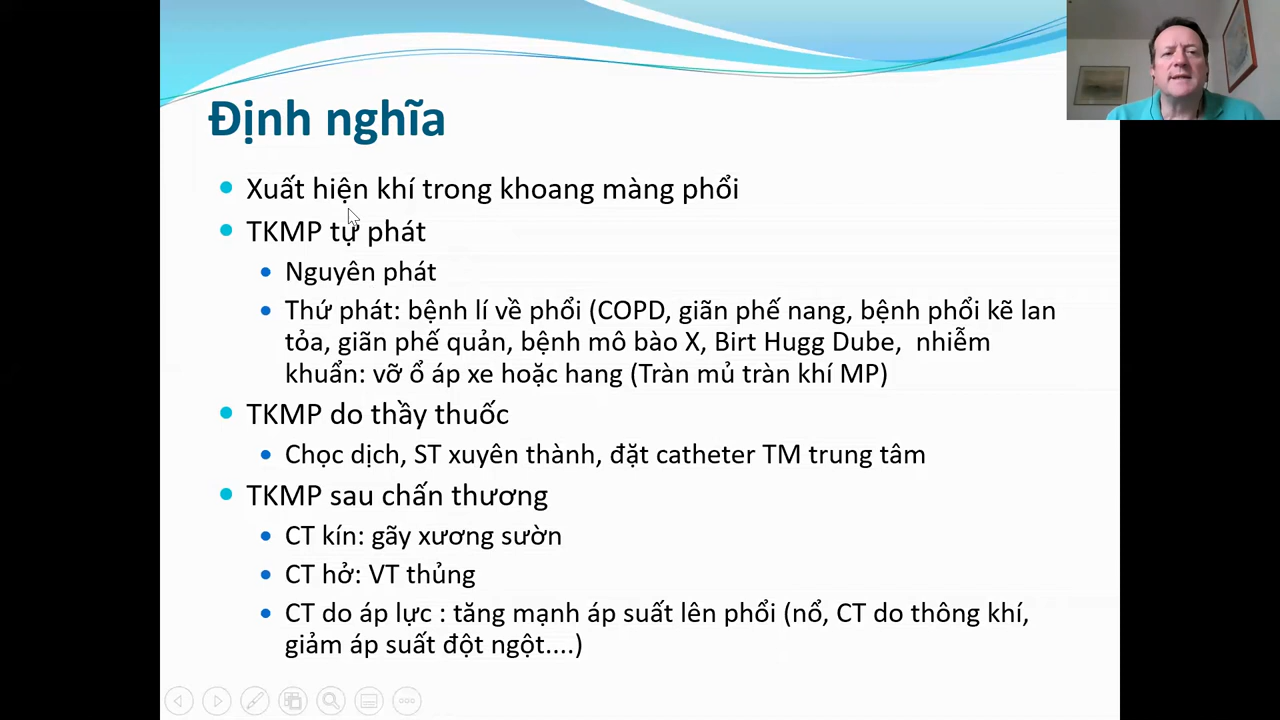 Định nghĩa
Xuất hiện khí trong khoang màng phổi
TKMP tự phát
Nguyên phát
Thứ phát: bệnh lí về phổi (COPD, giãn phế nang, bệnh phổi kẽ lan
tỏa, giãn phế quản, bệnh mô bào X, Birt Hugg Dube, nhiễm
khuẩn: vỡ ổ áp xe hoặc hang (Tràn mủ tràn khí MP)
TKMP do thầy thuốc
Chọc dịch, ST xuyên thành, đặt catheter TM trung tâm
TKMP sau chấn thương
CT kín: gãy xương sườn
CT hở: VT thủng
CT do áp lực : tăng mạnh áp suất lên phổi (nổ, CT do thông khí,
giảm áp suất đột ngột....)